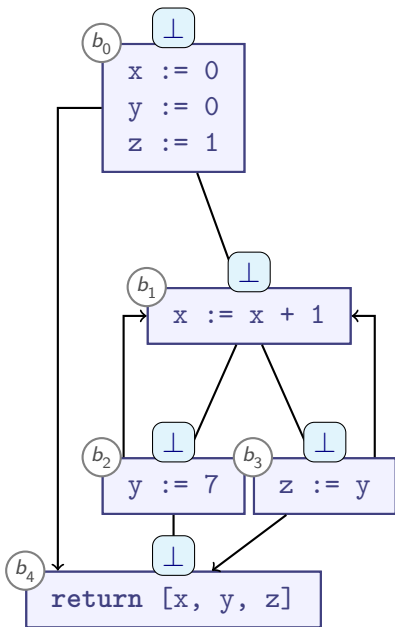 ⊥
b0
x := 0
y := 0
z := 1
⊥
b1
x := x + 1
⊥
b2
y := 7
⊥
b3
z := y
⊥
b4
return [x, y, z]